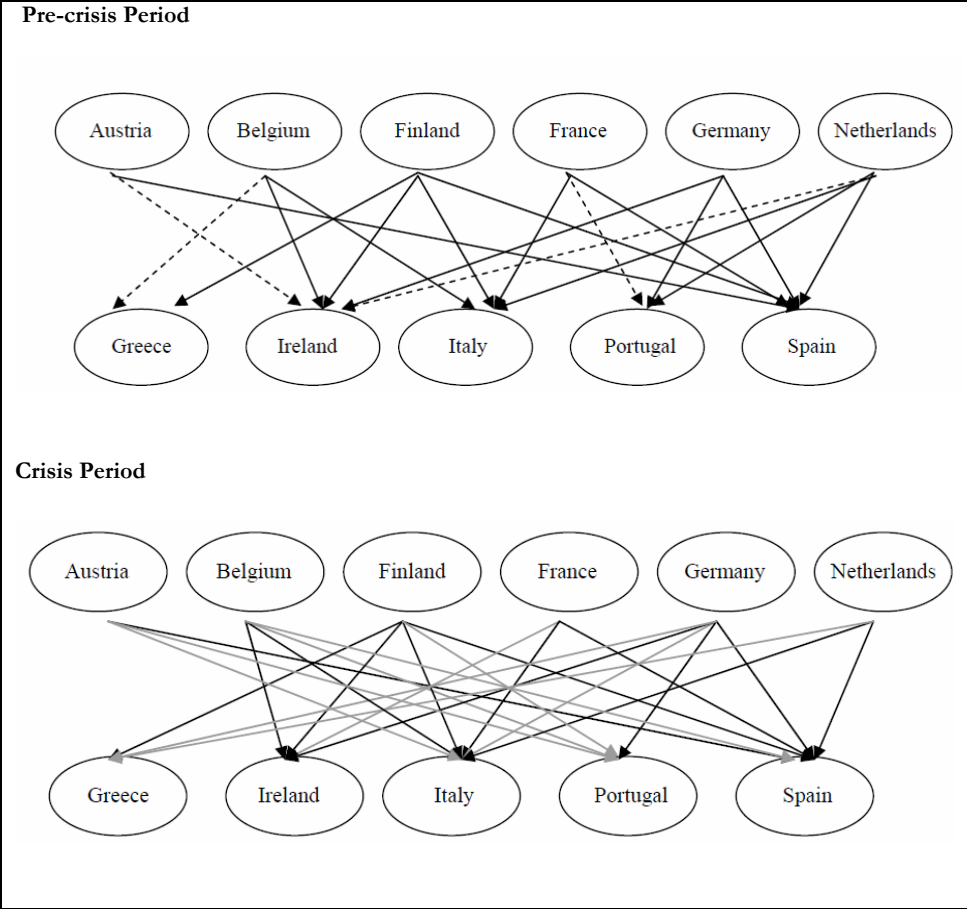 Pre-crisis Period
Austria Belgium Finland France Germany Netherlands
Greece Ireland Italy Portugal Spain
Crisis Period
Austria Belgium Finland France Germany Netherlands
Greece Ireland Italy Portugal Spain